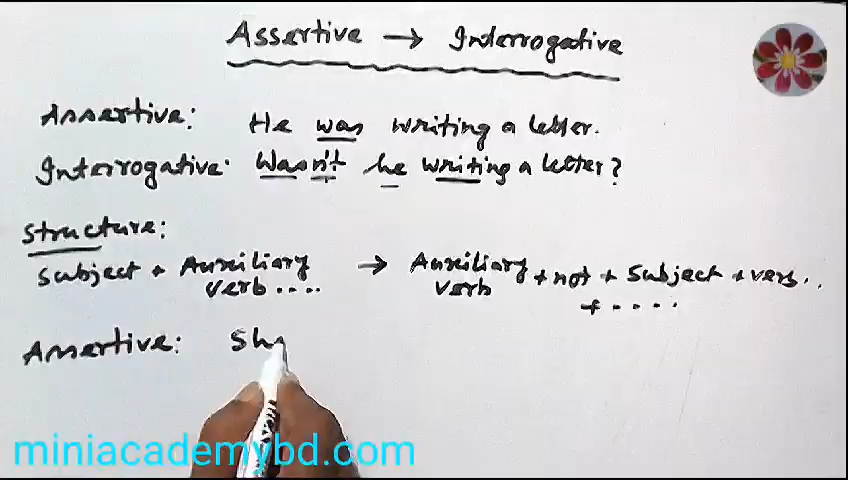 Assertive → Interrogative
Assertive: He was writing a letter.
Interrogative: Wasn't he writing a letter?
Structure:
Subject + Auxiliary verb .... → Auxiliary verb + not + Subject + verb..
+ .....
Assertive: Sh
miniacademybd.com